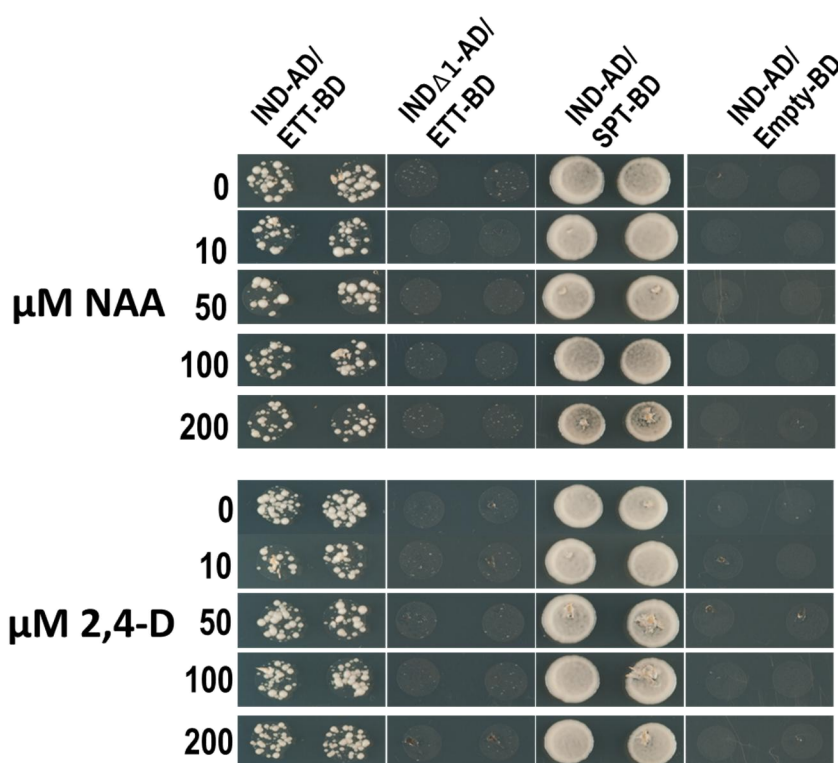 IND-AD/
ETT-BD
INDΔ1-AD/
ETT-BD
IND-AD/
SPT-BD
IND-AD/
Empty-BD
0
10
μM NAA 50
100
200
0
10
μM 2,4-D 50
100
200